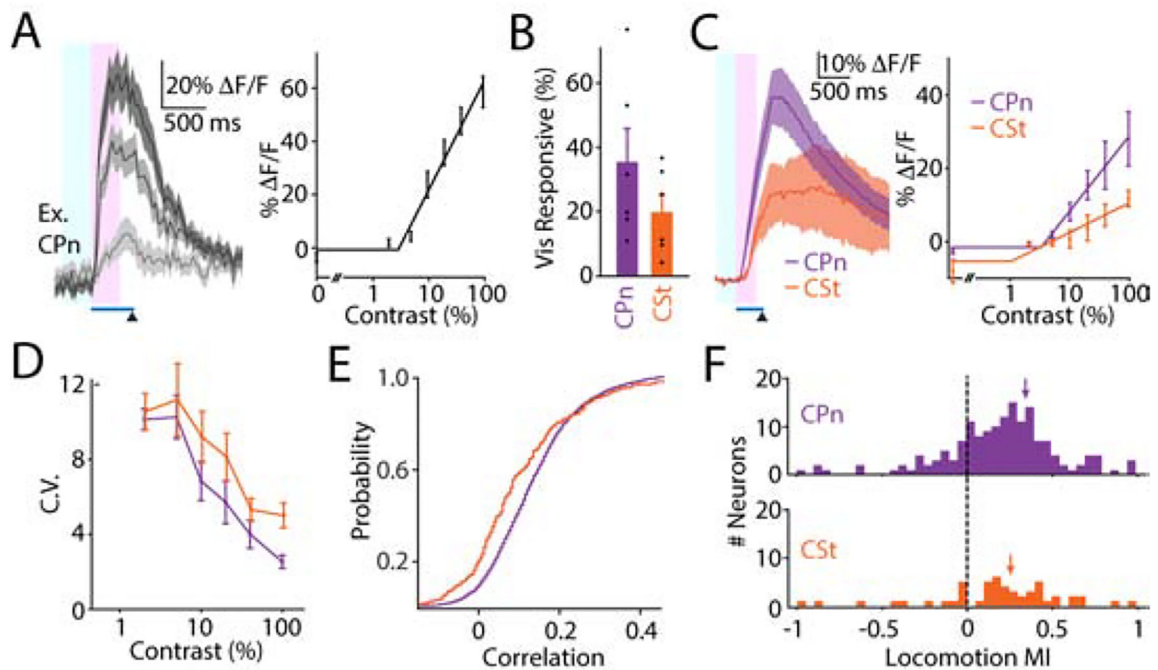 A
20% ΔF/F
500 ms
Ex.
CPn
% ΔF/F
60
40
20
0
0
1
10
100
Contrast (%)
B
Vis Responsive (%)
80
60
40
20
0
CPn
CSt
C
10% ΔF/F
500 ms
CPn
CSt
% ΔF/F
40
20
0
CPn
CSt
1
10
100
Contrast (%)
D
C.V.
12
8
4
0
1
10
100
Contrast (%)
E
Probability
1.0
0.6
0.2
0
0.2
0.4
Correlation
F
# Neurons
20
10
0
CPn
20
10
0
CSt
-1
-0.5
0
0.5
1
Locomotion MI